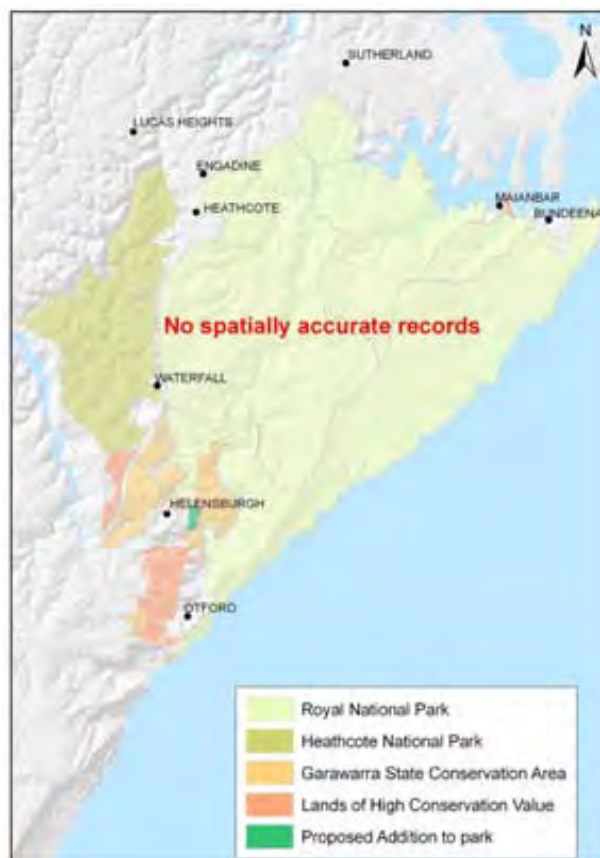 N
SUTHERLAND
LUCAS HEIGHTS
ENGADINE
HEATHCOTE
MAIANBAR
BUNDEENA
No spatially accurate records
WATERFALL
HELENSBURGH
OTFORD
Royal National Park
Heathcote National Park
Garawarra State Conservation Area
Lands of High Conservation Value
Proposed Addition to park